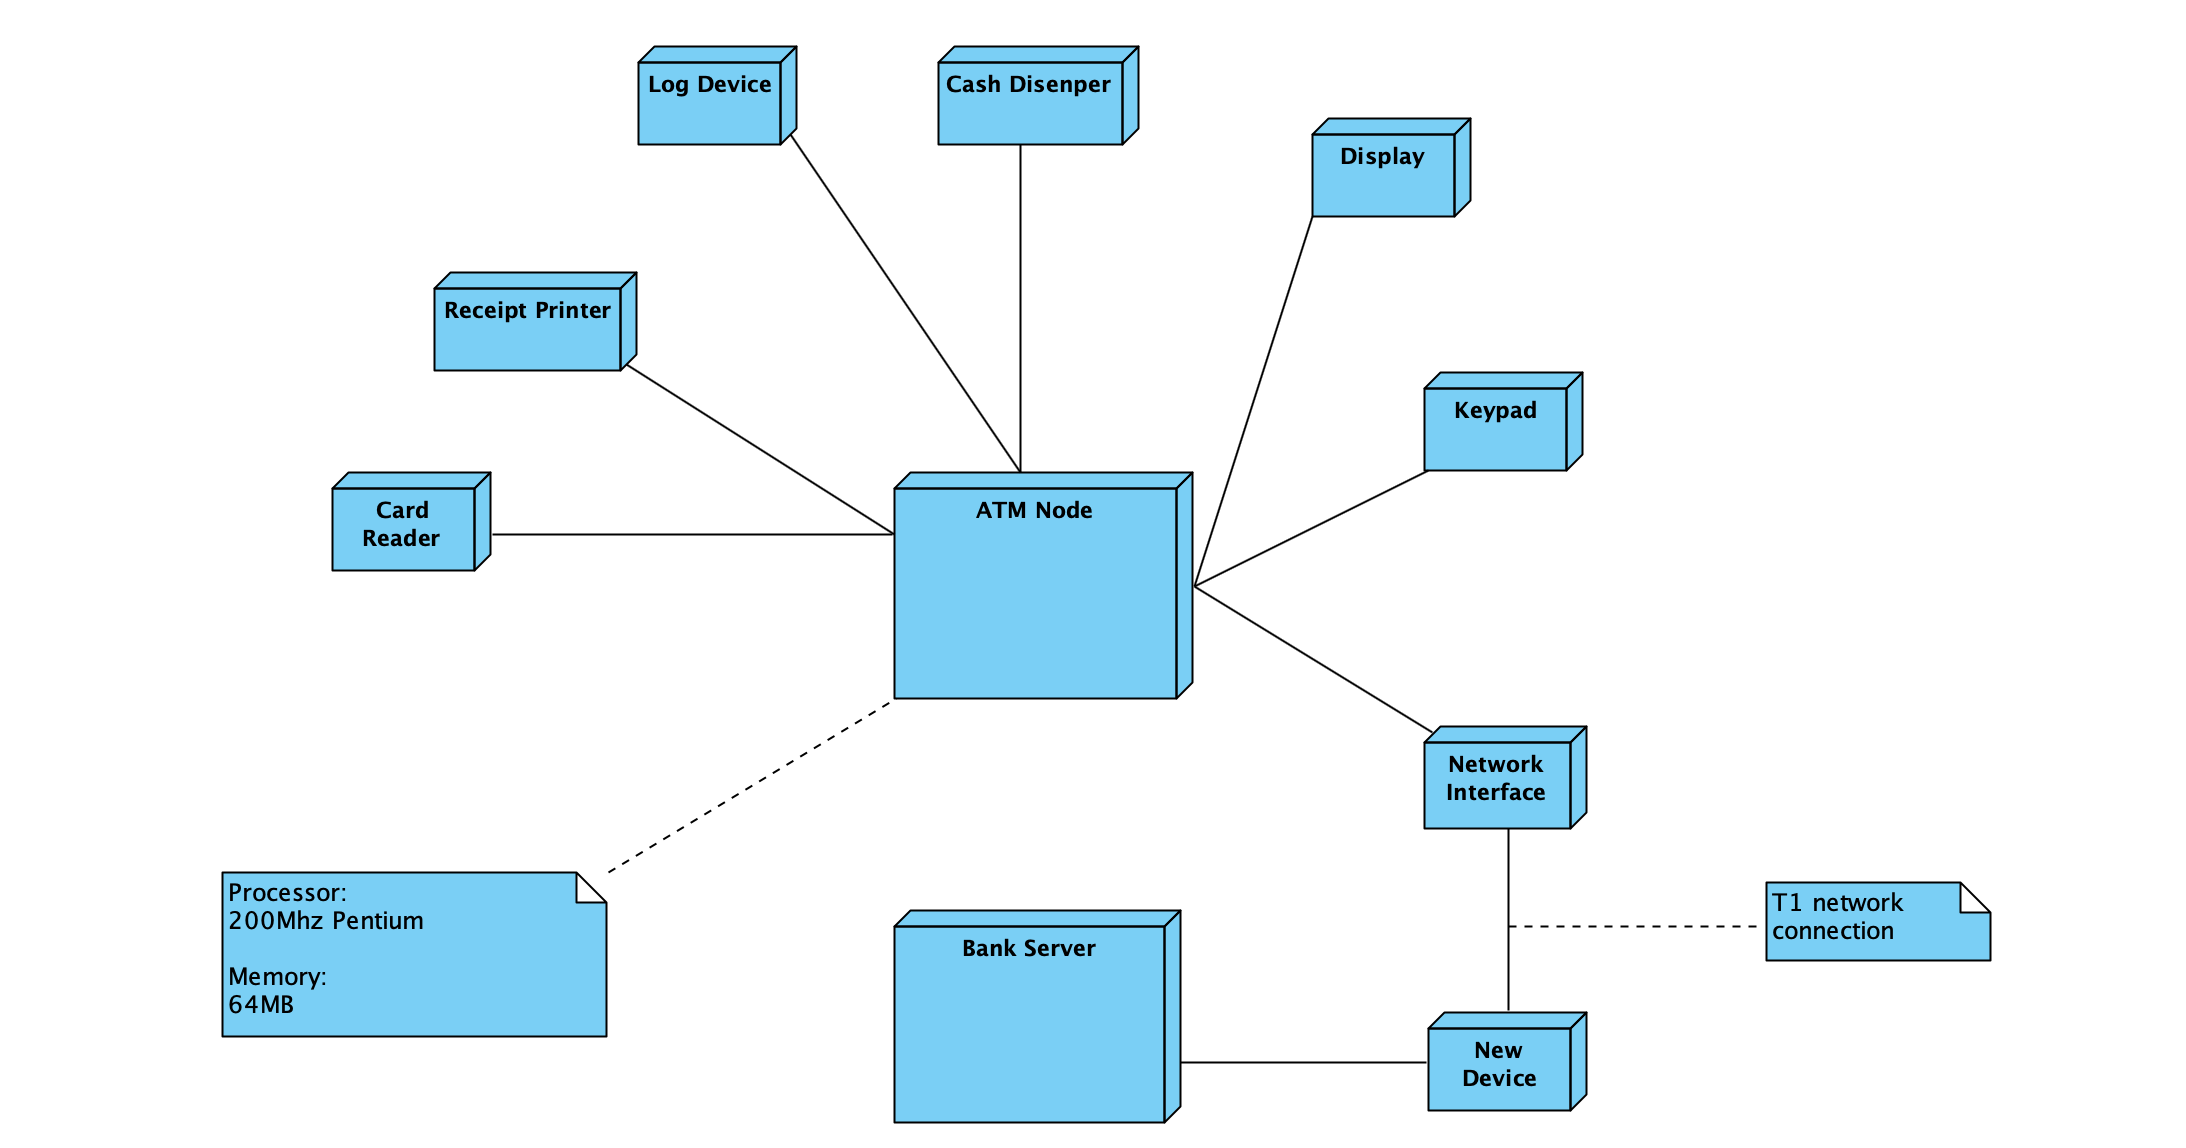 Log Device
Cash Disenper
Display
Receipt Printer
Keypad
Card
Reader
ATM Node
Network
Interface
Processor:
200Mhz Pentium
Memory:
64MB
T1 network
connection
Bank Server
New
Device